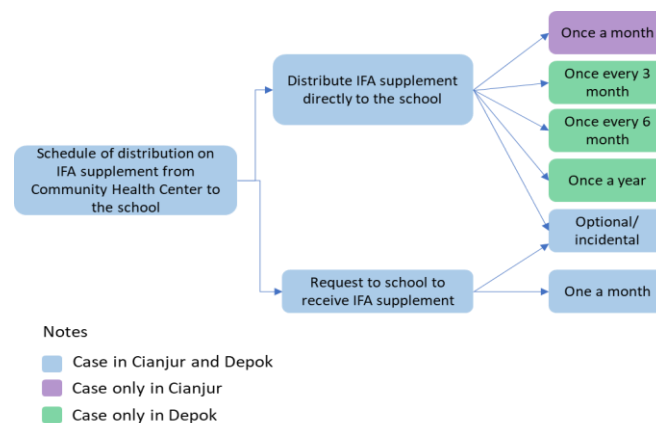 Once a month
Distribute IFA supplement
directly to the school
Once every 3
month
Once every 6
month
Schedule of distribution on
IFA supplement from
Community Health Center to
the school
Once a year
Optional/
incidental
Request to school to
receive IFA supplement
One a month
Notes
Case in Cianjur and Depok
Case only in Cianjur
Case only in Depok